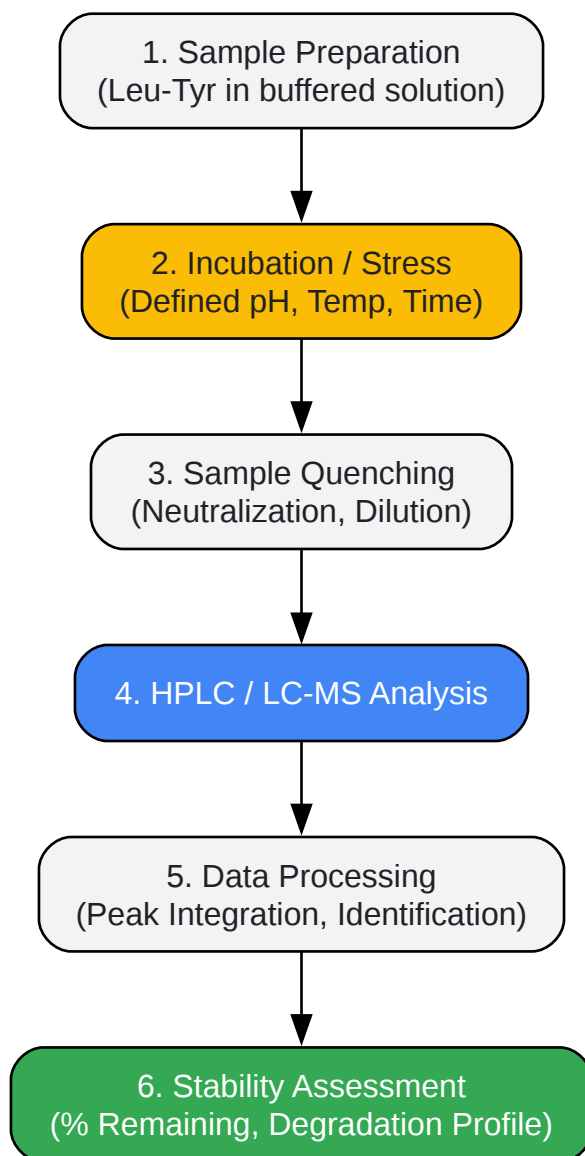 1. Sample Preparation
(Leu-Tyr in buffered solution)
2. Incubation / Stress
(Defined pH, Temp, Time)
3. Sample Quenching
(Neutralization, Dilution)
4. HPLC / LC-MS Analysis
5. Data Processing
(Peak Integration, Identification)
6. Stability Assessment
(% Remaining, Degradation Profile)